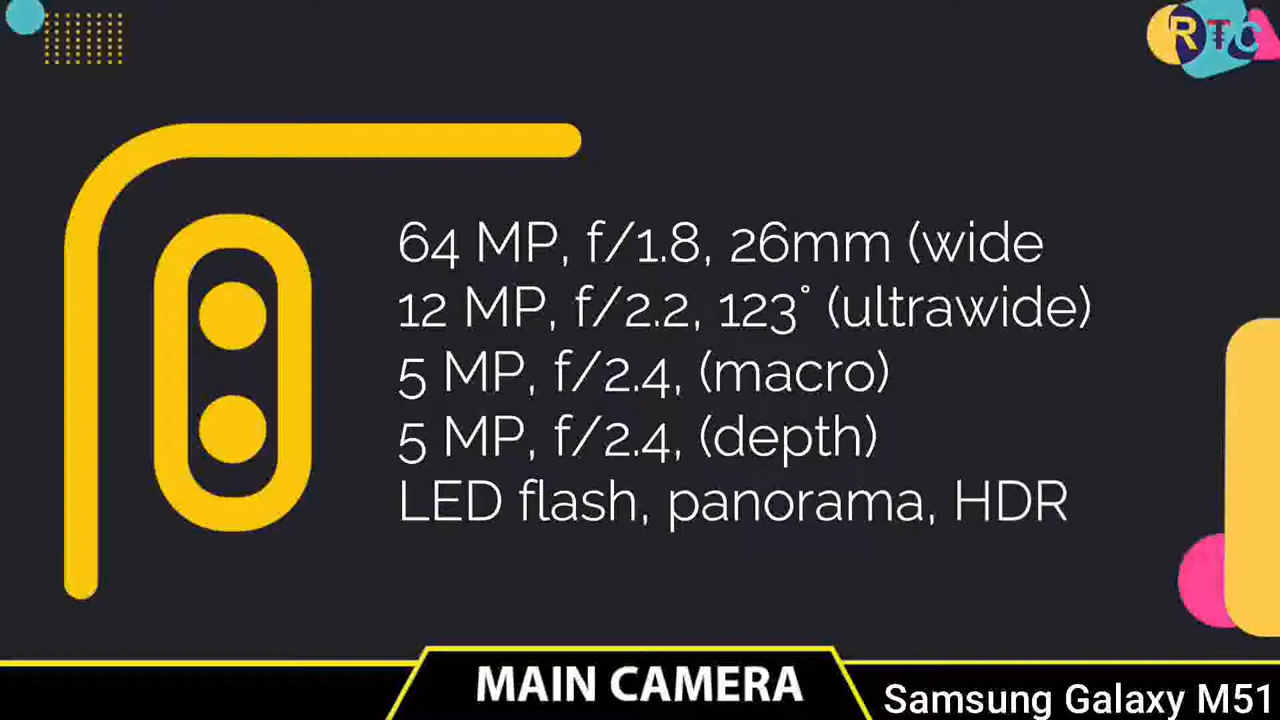 RTC
64 MP, f/1.8, 26mm (wide
12 MP, f/2.2, 123° (ultrawide)
5 MP, f/2.4, (macro)
5 MP, f/2.4, (depth)
LED flash, panorama, HDR
MAIN CAMERA
Samsung Galaxy M51